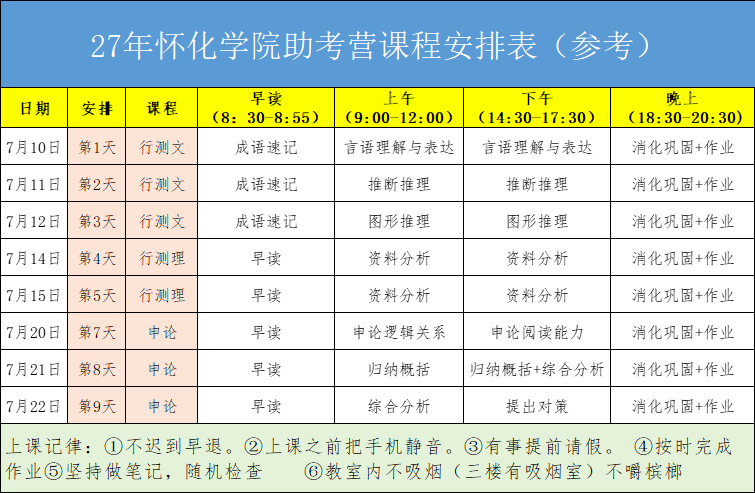 27年怀化学院助考营课程安排表（参考）
日期 安排 课程 早读（8：30-8:55） 上午（9:00-12:00） 下午（14:30-17:30） 晚上（18:30-20:30）
7月10日 第1天 行测文 成语速记 言语理解与表达 言语理解与表达 消化巩固+作业
7月11日 第2天 行测文 成语速记 推断推理 推断推理 消化巩固+作业
7月12日 第3天 行测文 成语速记 图形推理 图形推理 消化巩固+作业
7月14日 第4天 行测理 早读 资料分析 资料分析 消化巩固+作业
7月15日 第5天 行测理 早读 资料分析 资料分析 消化巩固+作业
7月20日 第7天 申论 早读 申论逻辑关系 申论阅读能力 消化巩固+作业
7月21日 第8天 申论 早读 归纳概括 归纳概括+综合分析 消化巩固+作业
7月22日 第9天 申论 早读 综合分析 提出对策 消化巩固+作业
上课记律：①不迟到早退。②上课之前把手机静音。③有事提前请假。 ④按时完成
作业⑤坚持做笔记，随机检查 ⑥教室内不吸烟（三楼有吸烟室）不嚼槟榔